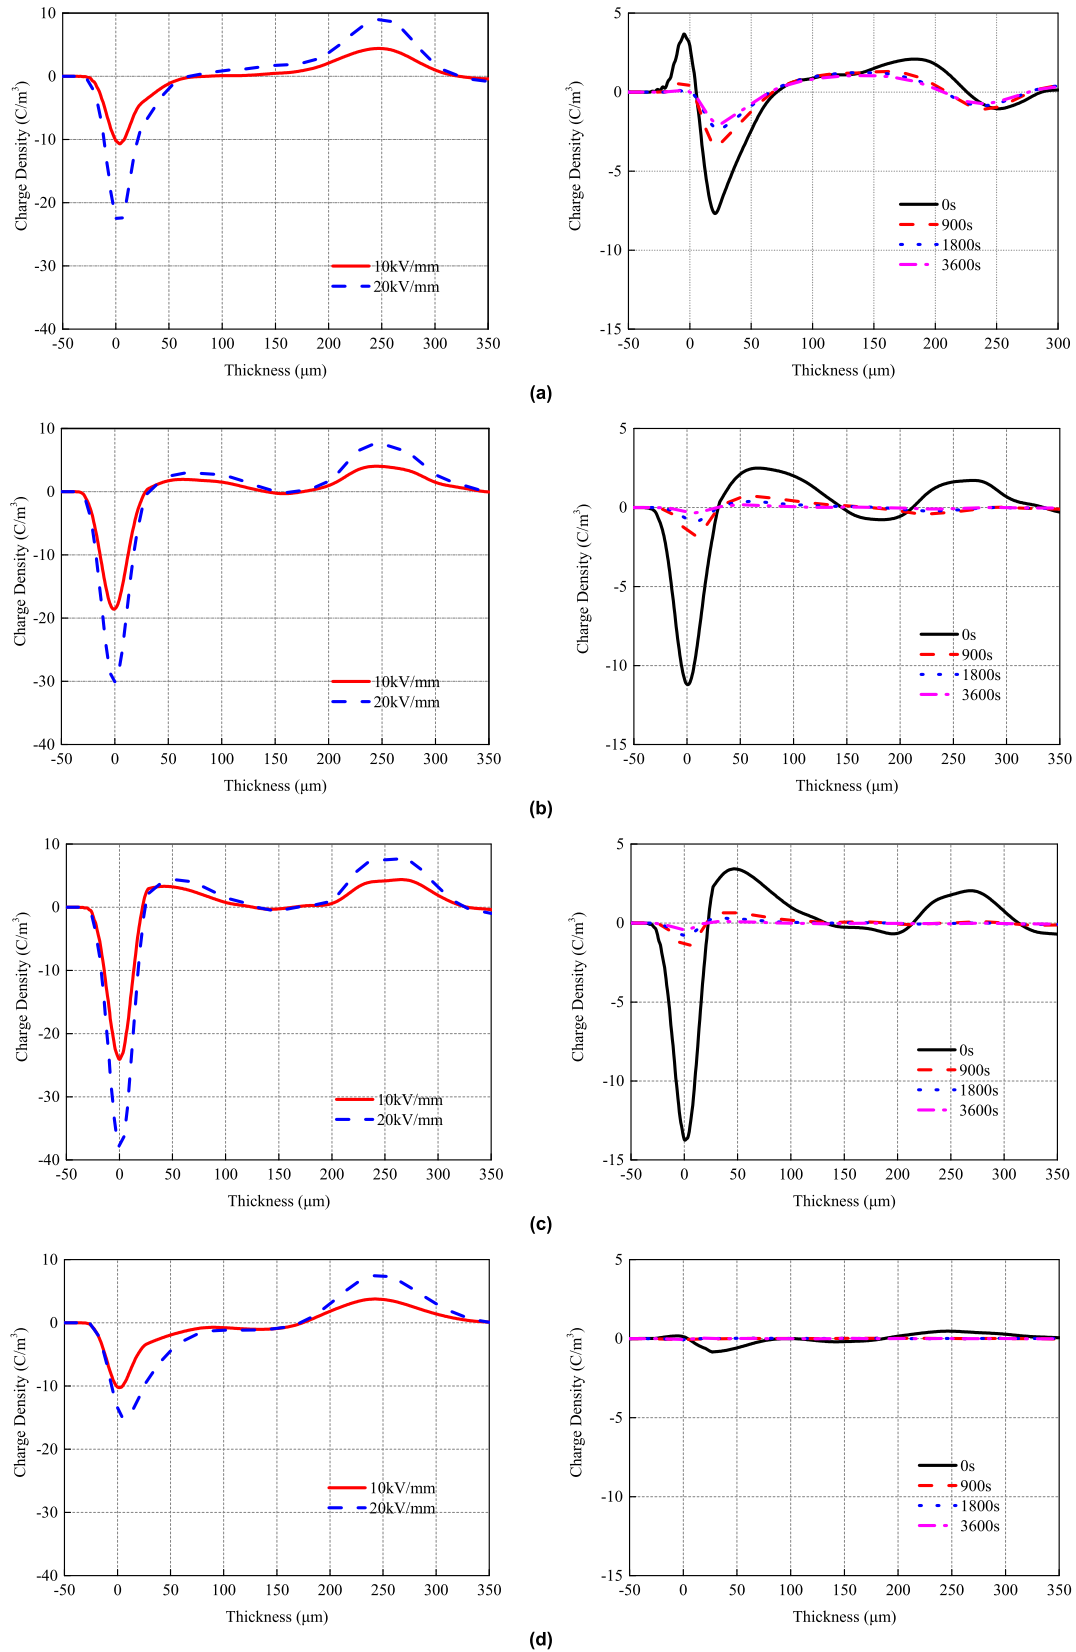 10
0
-10
-20
-30
-40
-50
0
50
100
150
200
250
300
350
Charge Density (C/m³)
Thickness (μm)
10kV/mm
20kV/mm
5
0
-5
-10
-15
-50
0
50
100
150
200
250
300
Charge Density (C/m³)
Thickness (μm)
0s
900s
1800s
3600s
(a)
10
0
-10
-20
-30
-40
-50
0
50
100
150
200
250
300
350
Charge Density (C/m³)
Thickness (μm)
10kV/mm
20kV/mm
5
0
-5
-10
-15
-50
0
50
100
150
200
250
300
350
Charge Density (C/m³)
Thickness (μm)
0s
900s
1800s
3600s
(b)
10
0
-10
-20
-30
-40
-50
0
50
100
150
200
250
300
350
Charge Density (C/m³)
Thickness (μm)
10kV/mm
20kV/mm
5
0
-5
-10
-15
-50
0
50
100
150
200
250
300
350
Charge Density (C/m³)
Thickness (μm)
0s
900s
1800s
3600s
(c)
10
0
-10
-20
-30
-40
-50
0
50
100
150
200
250
300
350
Charge Density (C/m³)
Thickness (μm)
10kV/mm
20kV/mm
5
0
-5
-10
-15
-50
0
50
100
150
200
250
300
350
Charge Density (C/m³)
Thickness (μm)
0s
900s
1800s
3600s
(d)